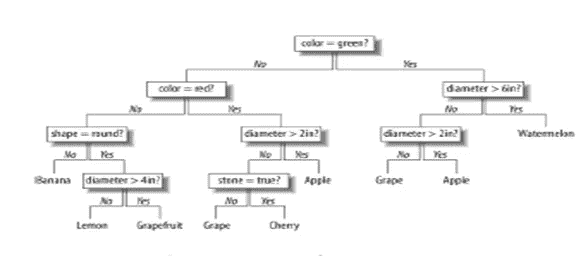 color = green?
No Yes
color = red? diameter > 6in?
No Yes No Yes
shape = round? diameter > 2in? diameter > 2in? Watermelon
No Yes No Yes No Yes
Banana diameter > 4in? stone = true? Apple Grape Apple
No Yes No Yes
Lemon Grapefruit Grape Cherry